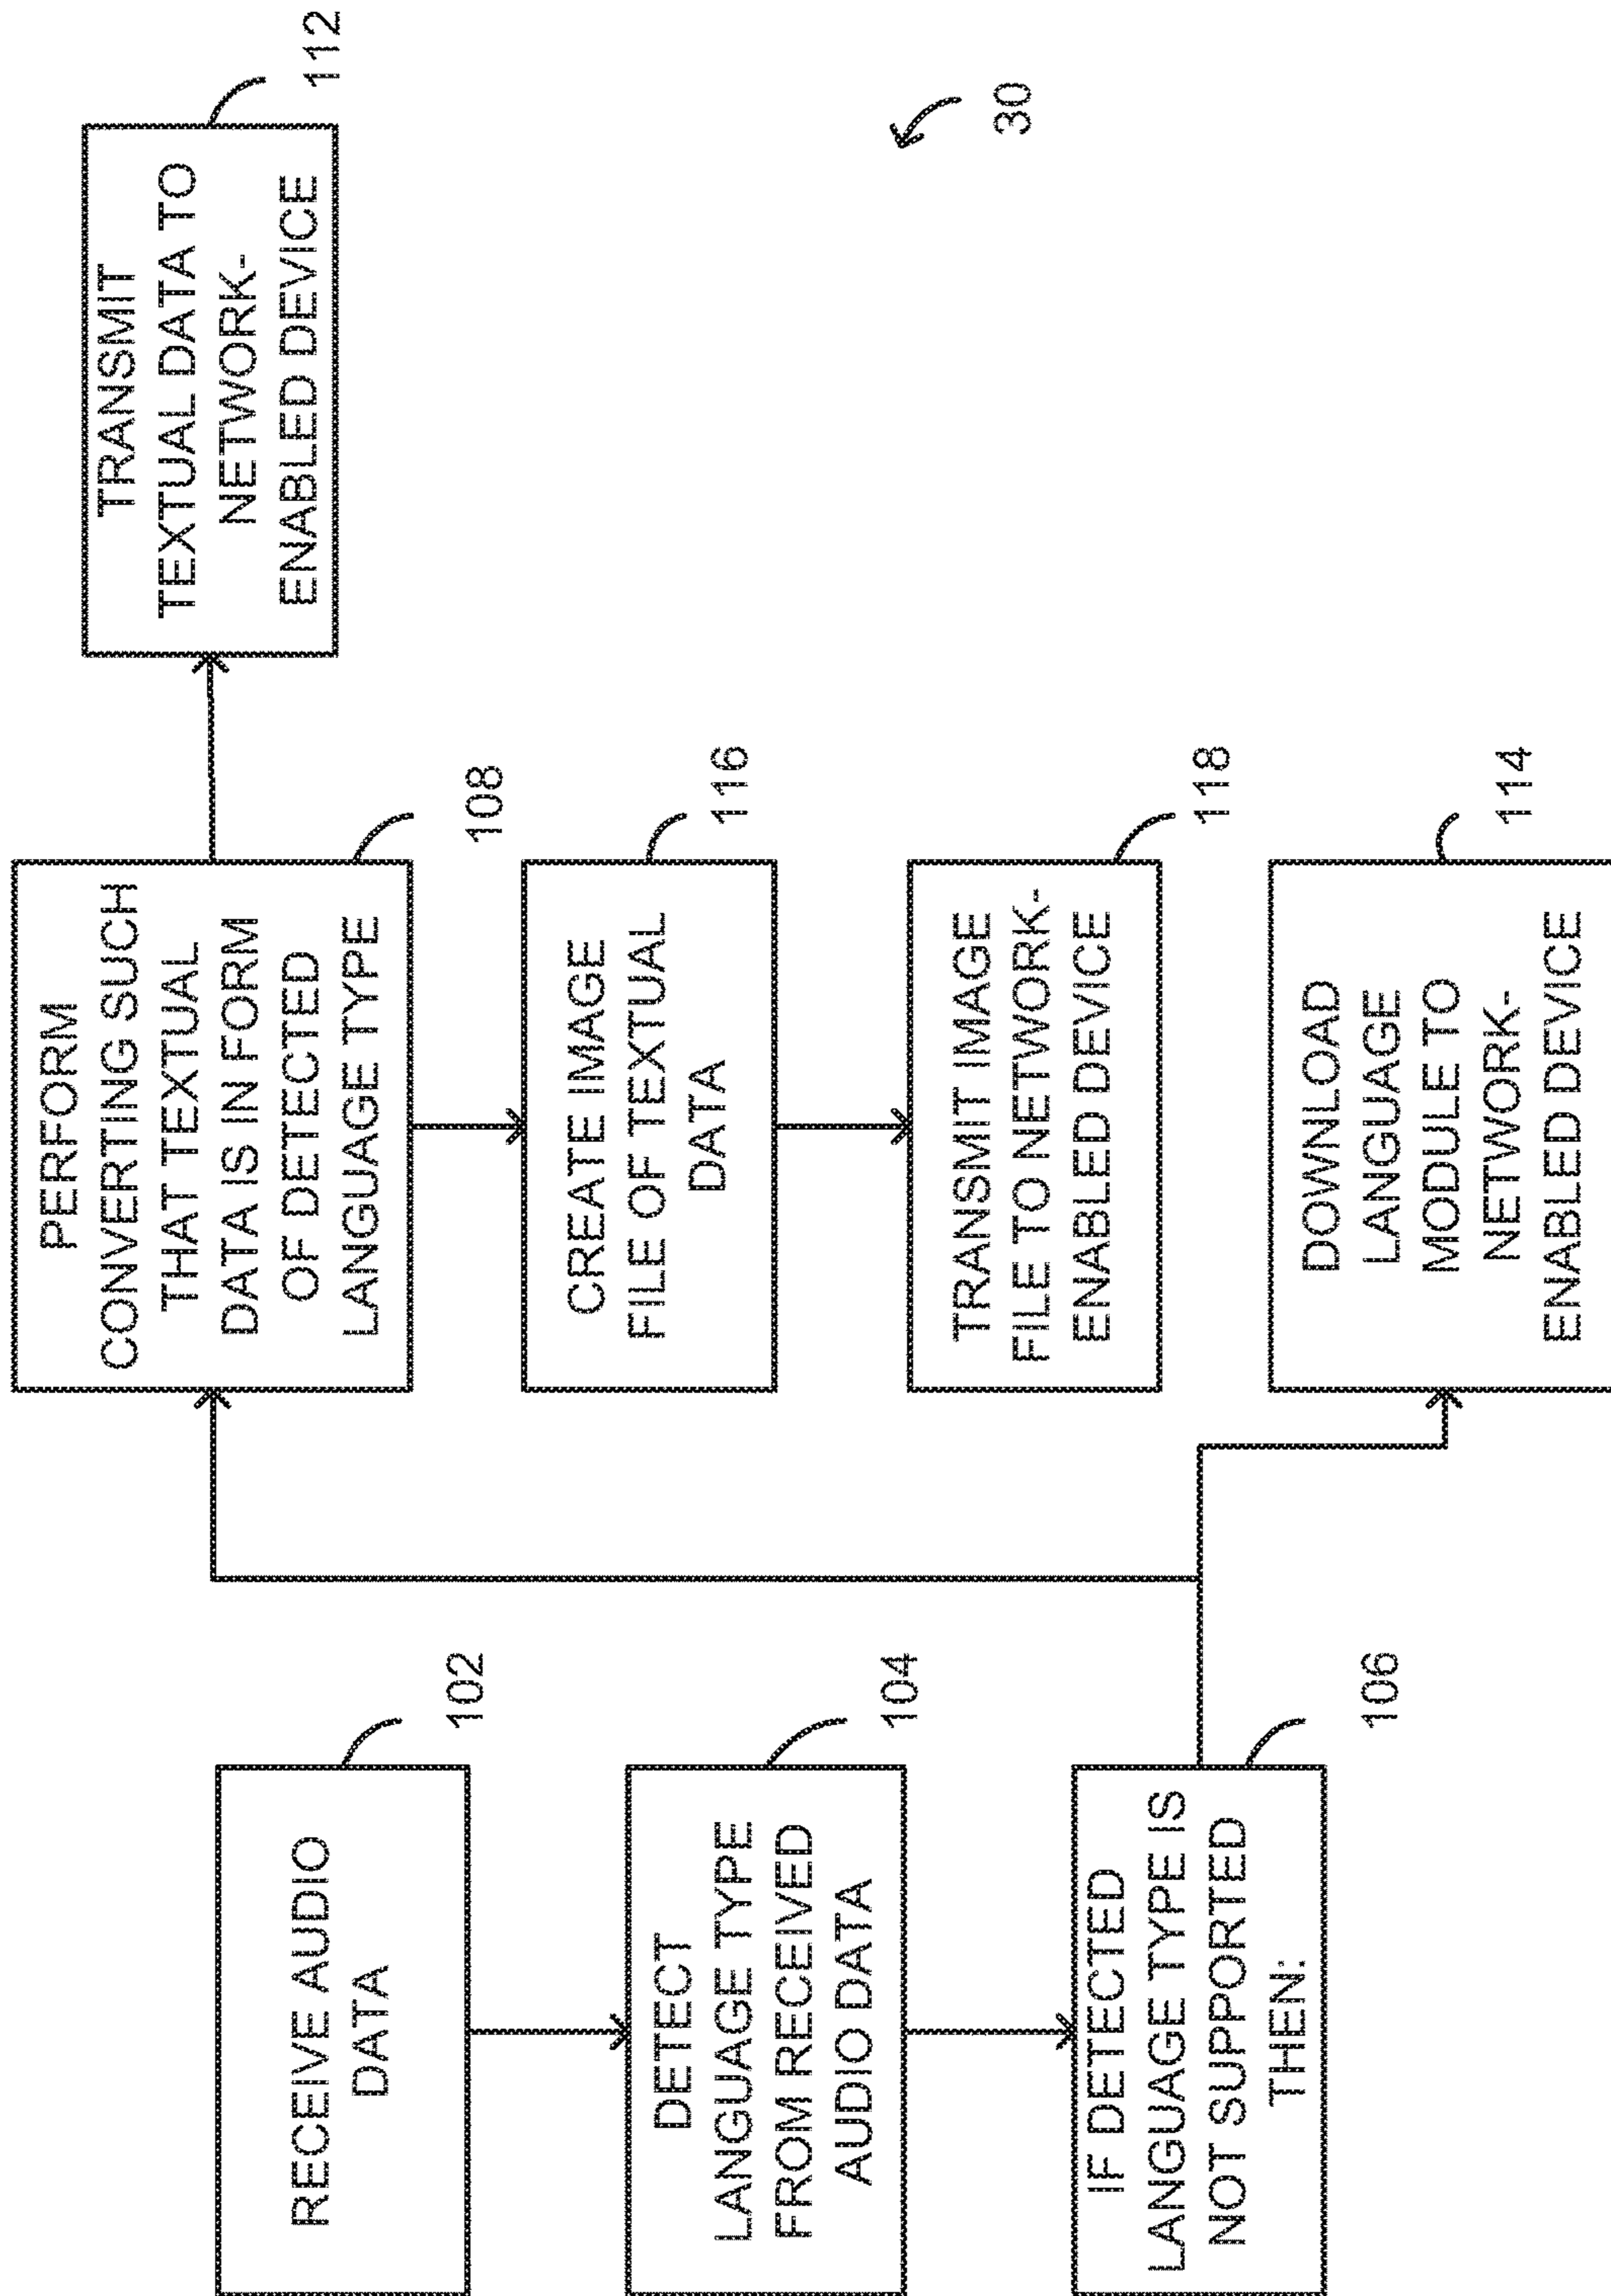 RECEIVE AUDIO
DATA
102
DETECT
LANGUAGE TYPE
FROM RECEIVED
AUDIO DATA
104
IF DETECTED
LANGUAGE TYPE IS
NOT SUPPORTED
THEN:
106
PERFORM
CONVERTING SUCH
THAT TEXTUAL
DATA IS IN FORM
OF DETECTED
LANGUAGE TYPE
108
CREATE IMAGE
FILE OF TEXTUAL
DATA
116
TRANSMIT IMAGE
FILE TO NETWORK-
ENABLED DEVICE
118
DOWNLOAD
LANGUAGE
MODULE TO
NETWORK-
ENABLED DEVICE
114
TRANSMIT
TEXTUAL DATA TO
NETWORK-
ENABLED DEVICE
112
30